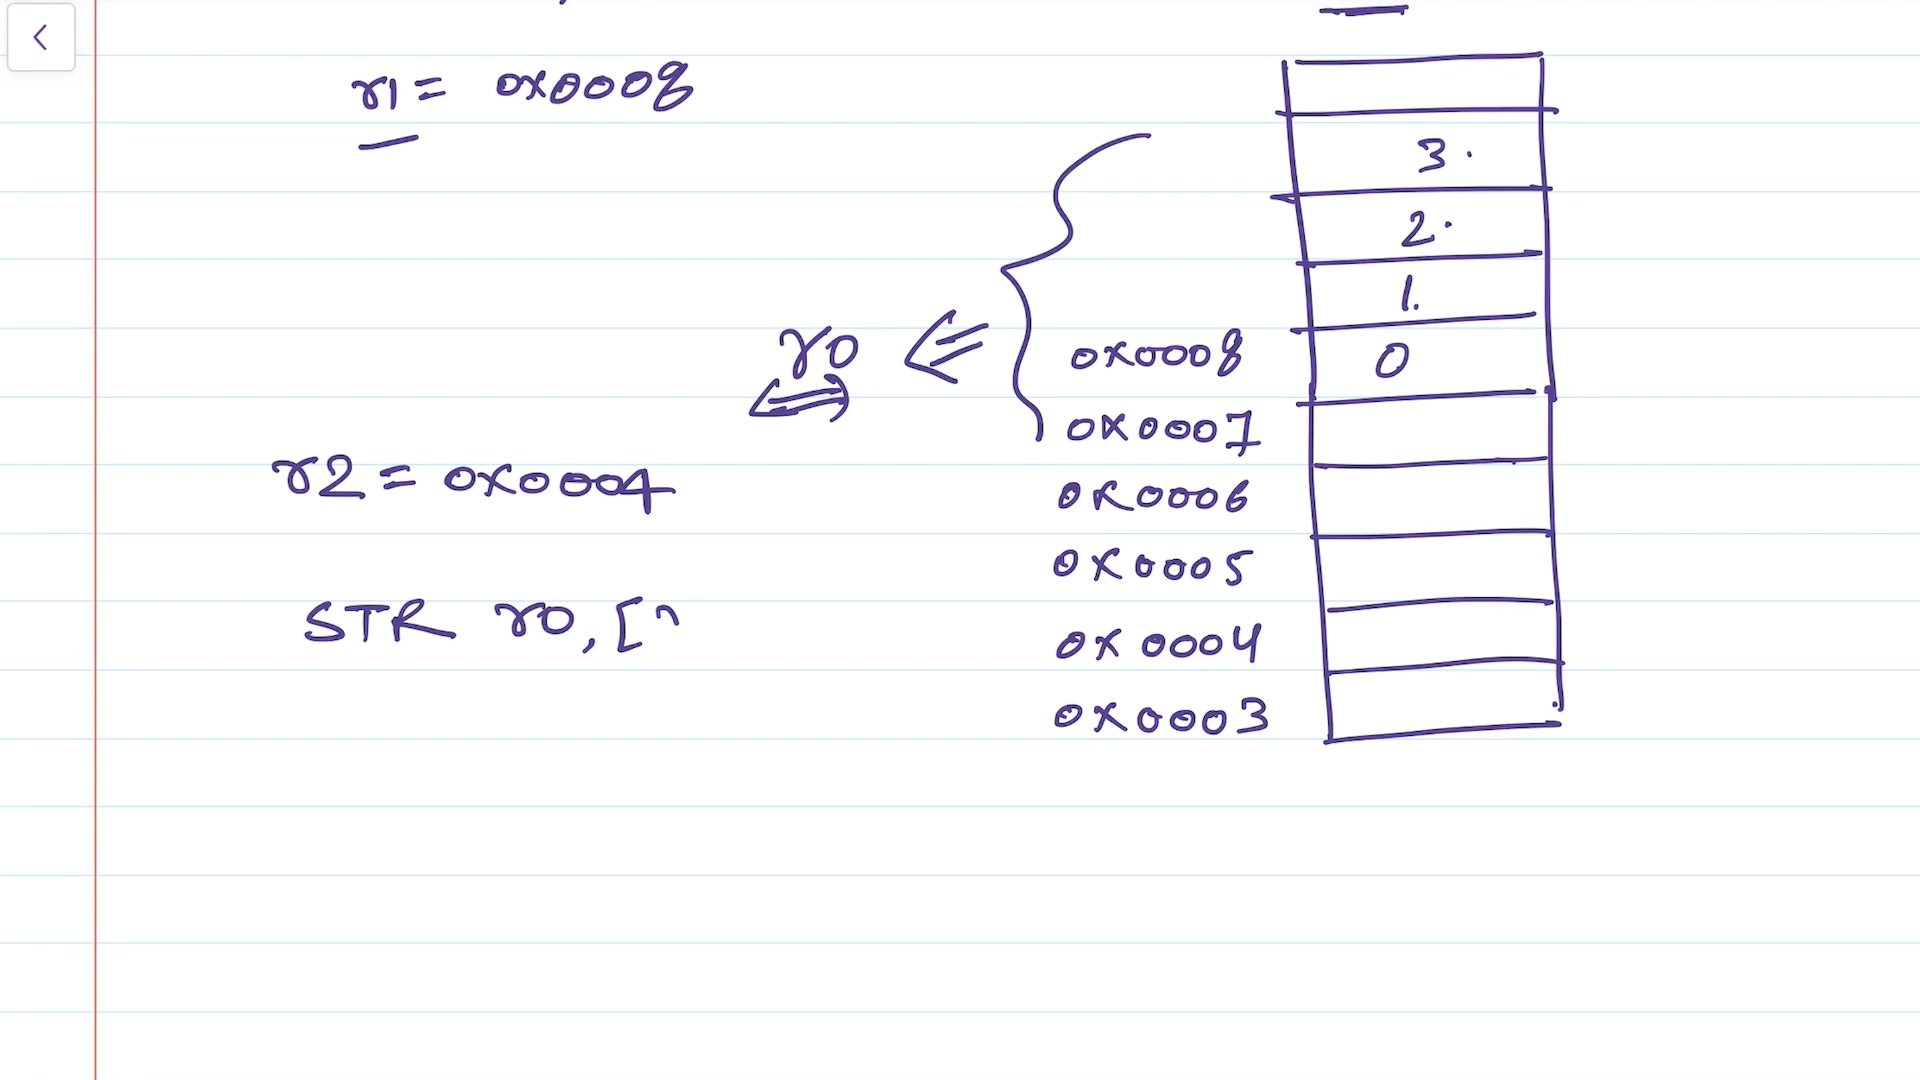 r1 = 0x0008
3.
2.
1.
r0 ⇐ 0x0008 0
0x0007
r2 = 0x0004
0x0006
0x0005
STR r0, [
0x0004
0x0003